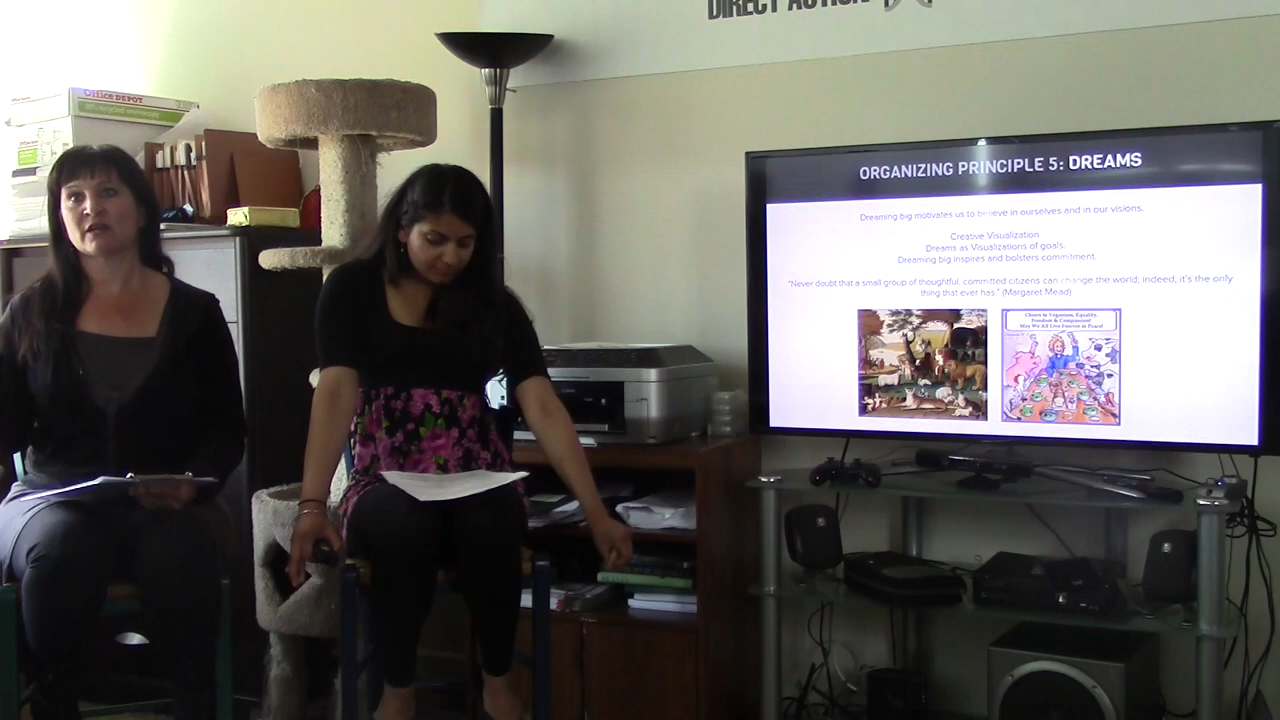 DIRECT ACTION
Office DEPOT
ORGANIZING PRINCIPLE 5: DREAMS
Dreaming big motivates us to believe in ourselves and in our visions.
Creative Visualization
Dreams as Visualizations of goals.
Dreaming big inspires and bolsters commitment.
"Never doubt that a small group of thoughtful, committed citizens can change the world; indeed, it's the only
thing that ever has." (Margaret Mead)
Cheers to Veganism, Equality,
Freedom & Compassion!
May We All Live Forever in Peace!